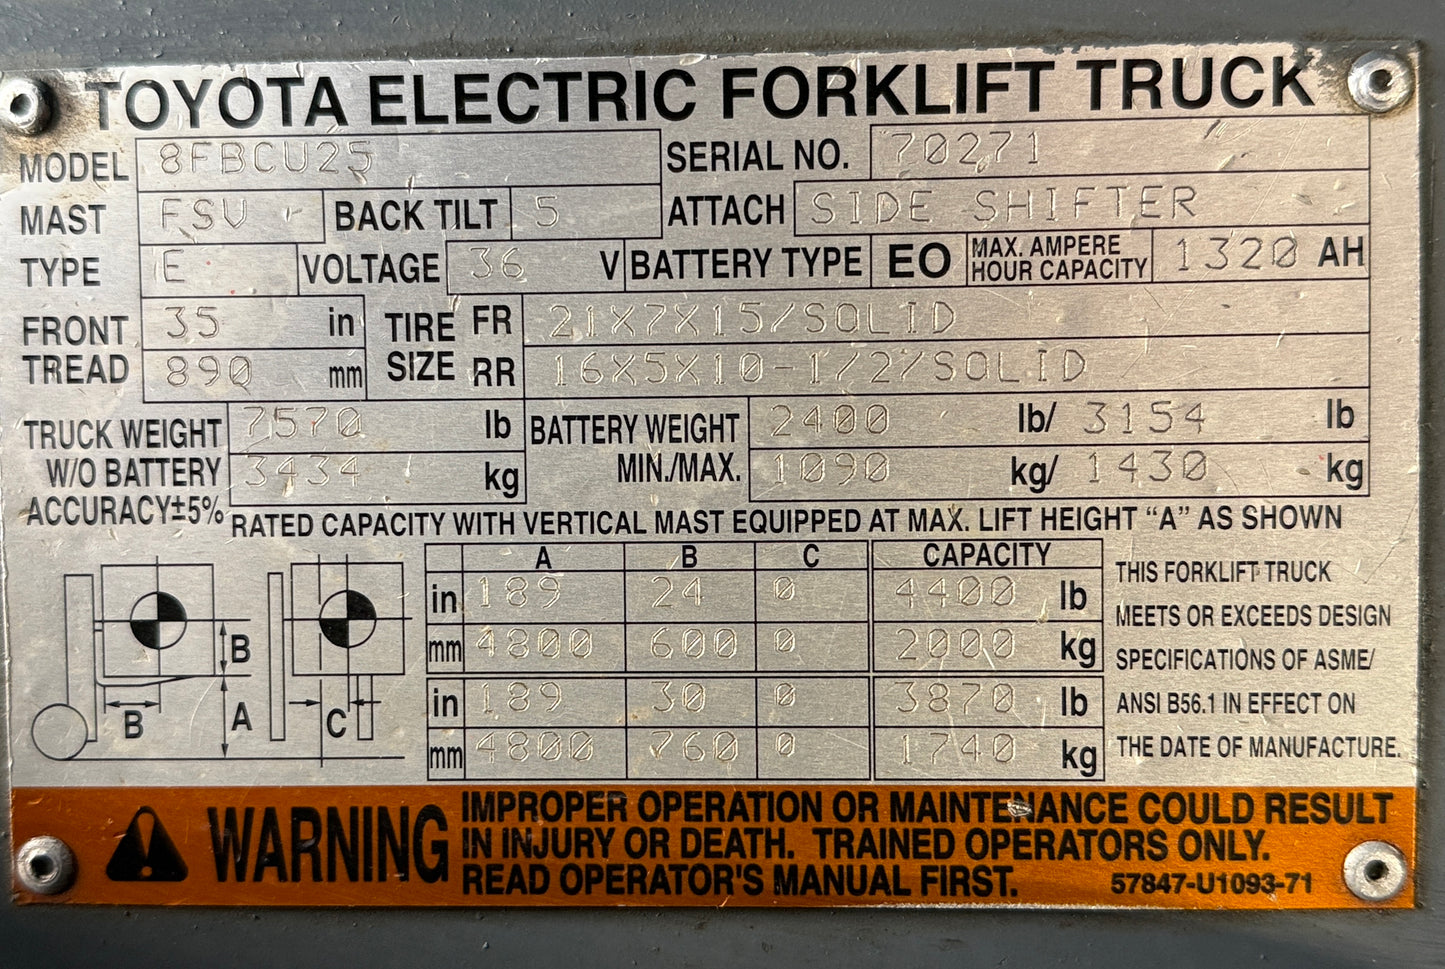 TOYOTA ELECTRIC FORKLIFT TRUCK
MODEL 8FBCU25 SERIAL NO. 70271
MAST FSV BACK TILT 5 ATTACH SIDE SHIFTER
TYPE E VOLTAGE 36 V BATTERY TYPE EO MAX. AMPERE HOUR CAPACITY 1320 AH
FRONT TREAD 35 in TIRE SIZE FR 21X7X15/SOLID
890 mm RR 16X5X10-1/2/SOLID
TRUCK WEIGHT 7570 lb BATTERY WEIGHT 2400 lb/ 3154 lb
W/O BATTERY 3434 kg MIN./MAX. 1090 kg/ 1430 kg
ACCURACY±5%
RATED CAPACITY WITH VERTICAL MAST EQUIPPED AT MAX. LIFT HEIGHT "A" AS SHOWN
A B C CAPACITY
in 189 24 0 4400 lb
mm 4800 600 0 2000 kg
in 189 30 0 3870 lb
mm 4800 760 0 1740 kg
B
B A C
THIS FORKLIFT TRUCK
MEETS OR EXCEEDS DESIGN
SPECIFICATIONS OF ASME/
ANSI B56.1 IN EFFECT ON
THE DATE OF MANUFACTURE.
WARNING
IMPROPER OPERATION OR MAINTENANCE COULD RESULT
IN INJURY OR DEATH. TRAINED OPERATORS ONLY.
READ OPERATOR'S MANUAL FIRST. 57847-U1093-71